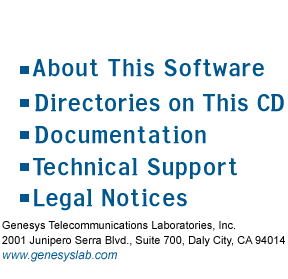 About This Software
Directories on This CD
Documentation
Technical Support
Legal Notices
Genesys Telecommunications Laboratories, Inc.
2001 Junipero Serra Blvd., Suite 700, Daly City, CA 94014
www.genesyslab.com